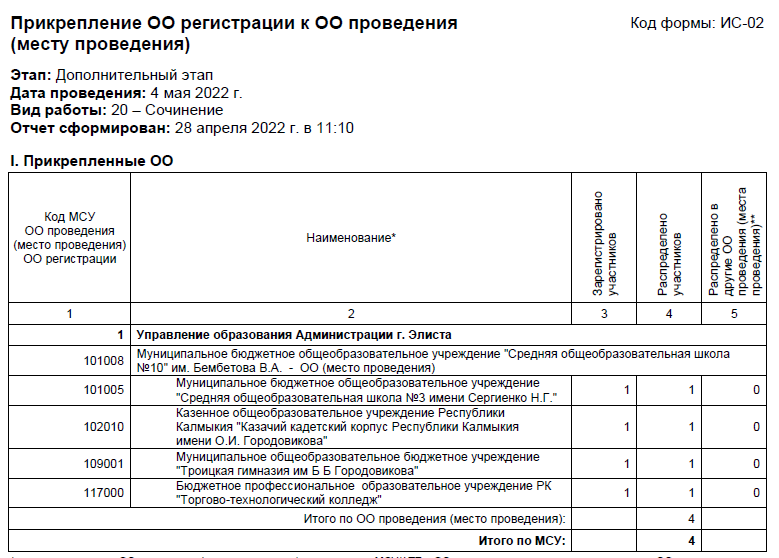 Прикрепление ОО регистрации к ОО проведения
(месту проведения)
Код формы: ИС-02
Этап: Дополнительный этап
Дата проведения: 4 мая 2022 г.
Вид работы: 20 – Сочинение
Отчет сформирован: 28 апреля 2022 г. в 11:10
I. Прикрепленные ОО
Код МСУ
ОО проведения
(место проведения)
ОО регистрации
Наименование*
Зарегистрировано
участников
Распределено
участников
Распределено в
другие ОО
проведения (места
проведения)**
1 2 3 4 5
1 Управление образования Администрации г. Элиста
101008 Муниципальное бюджетное общеобразовательное учреждение "Средняя общеобразовательная школа
№10" им. Бембетова В.А. - ОО (место проведения)
101005 Муниципальное бюджетное общеобразовательное учреждение
"Средняя общеобразовательная школа №3 имени Сергиенко Н.Г." 1 1 0
102010 Казенное общеобразовательное учреждение Республики
Калмыкия "Казачий кадетский корпус Республики Калмыкия
имени О.И. Городовикова" 1 1 0
109001 Муниципальное общеобразовательное бюджетное учреждение
"Троицкая гимназия им Б Б Городовикова" 1 1 0
117000 Бюджетное профессиональное образовательное учреждение РК
"Торгово-технологический колледж" 1 1 0
Итого по ОО проведения (место проведения): 4
Итого по МСУ: 4